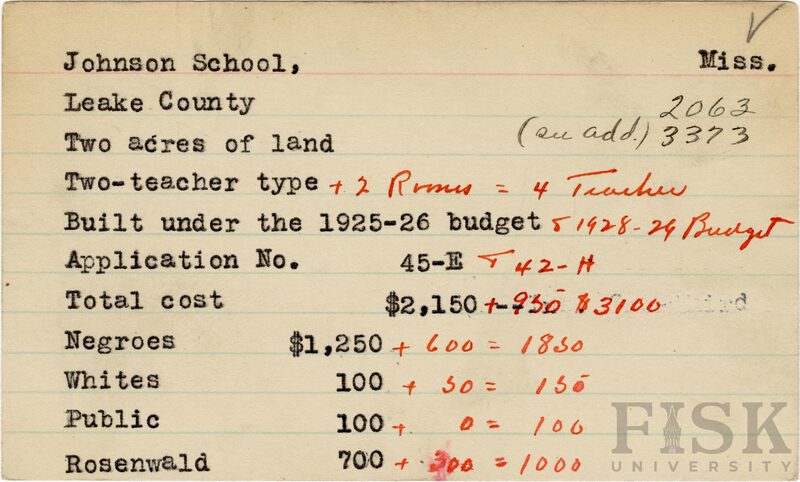 Johnson School, Miss.
Leake County 2063
Two acres of land (see add.) 3373
Two-teacher type + 2 Rooms = 4 Teacher
Built under the 1925-26 budget & 1928-29 Budget
Application No. 45-E & 42-H
Total cost $2,150 + 950 $3100
Negroes $1,250 + 600 = 1850
Whites 100 + 50 = 150
Public 100 + 0 = 100
Rosenwald 700 + 300 = 1000
FISK
UNIVERSITY